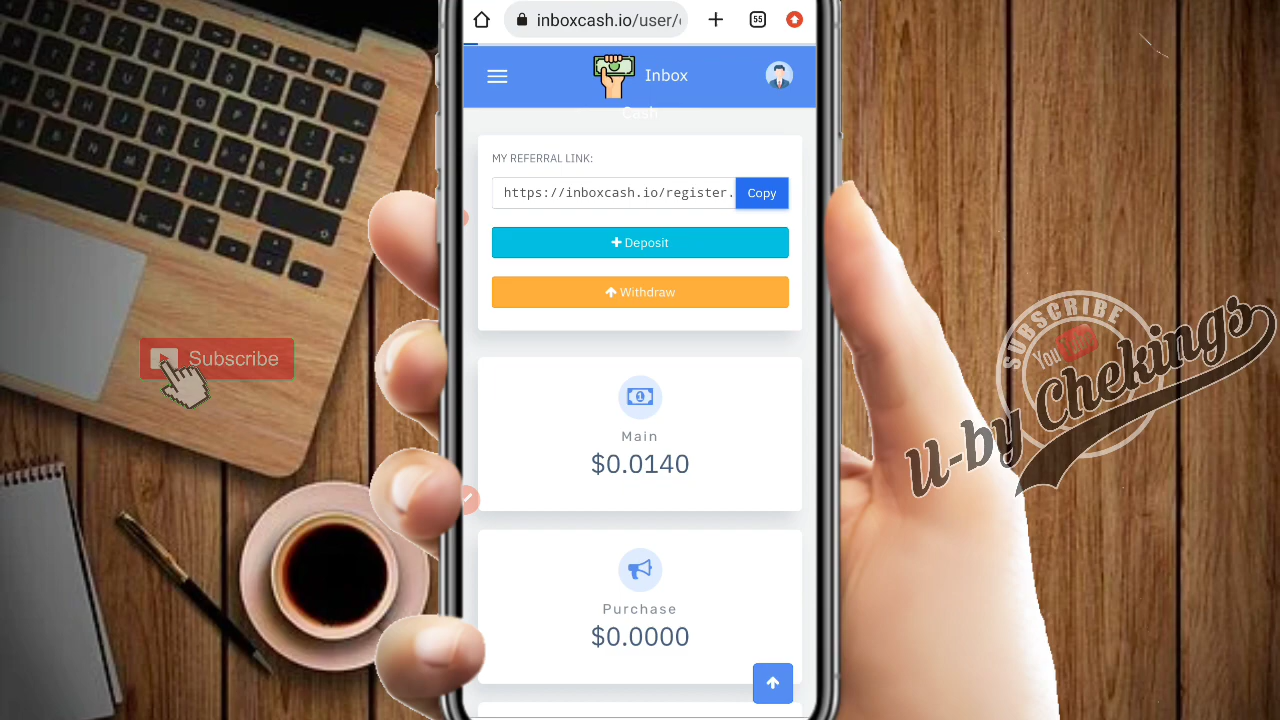 inboxcash.io/user/
55
Inbox
Cash
MY REFERRAL LINK:
https://inboxcash.io/register.
Copy
Deposit
Withdraw
Main
$0.0140
Purchase
$0.0000
Subscribe
SUBSCRIBE
YouTube
U-by Chekings